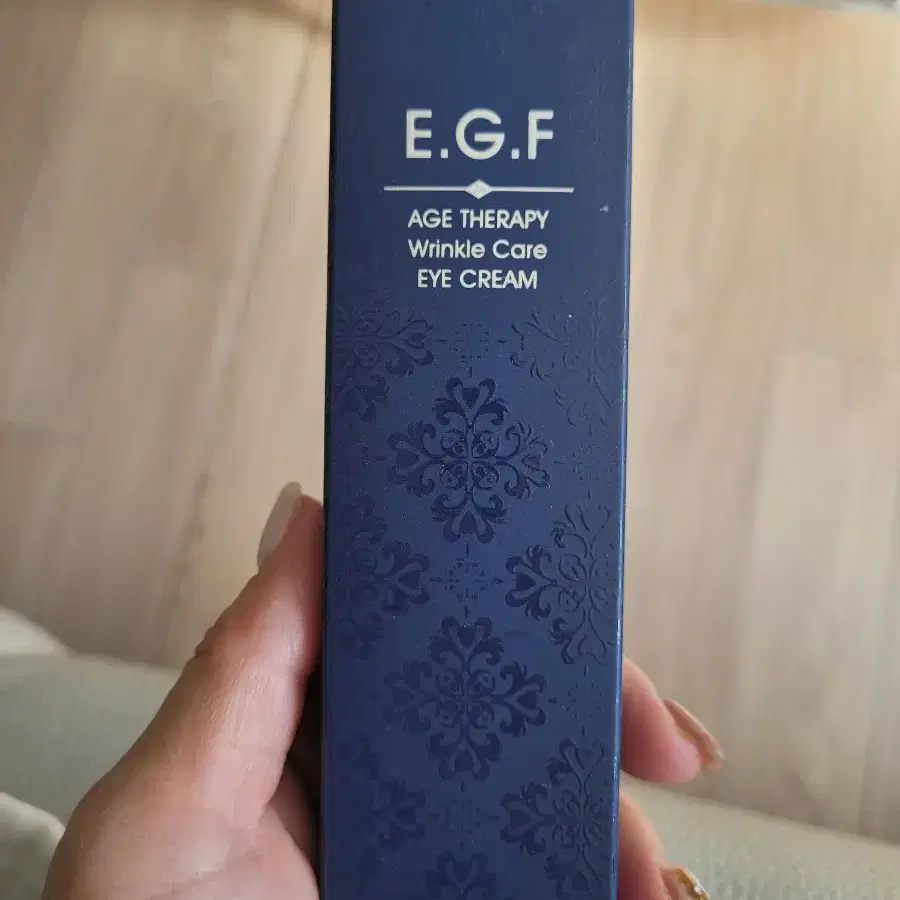 E.G.F
AGE THERAPY
Wrinkle Care
EYE CREAM